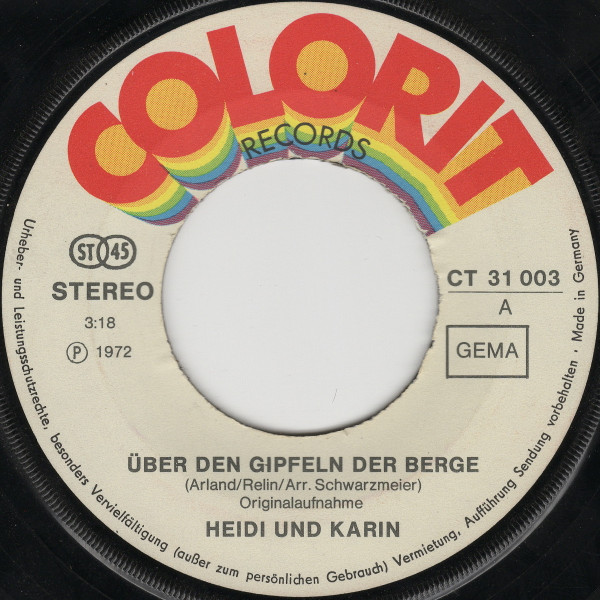 COLORIT
RECORDS
ST 45
STEREO
3:18
Ⓟ 1972
CT 31 003
A
GEMA
ÜBER DEN GIPFELN DER BERGE
(Arland/Relin/Arr. Schwarzmeier)
Originalaufnahme
HEIDI UND KARIN
Urheber- und Leistungsschutzrechte, besonders Vervielfältigung (außer zum persönlichen Gebrauch) Vermietung, Aufführung Sendung vorbehalten · Made in Germany